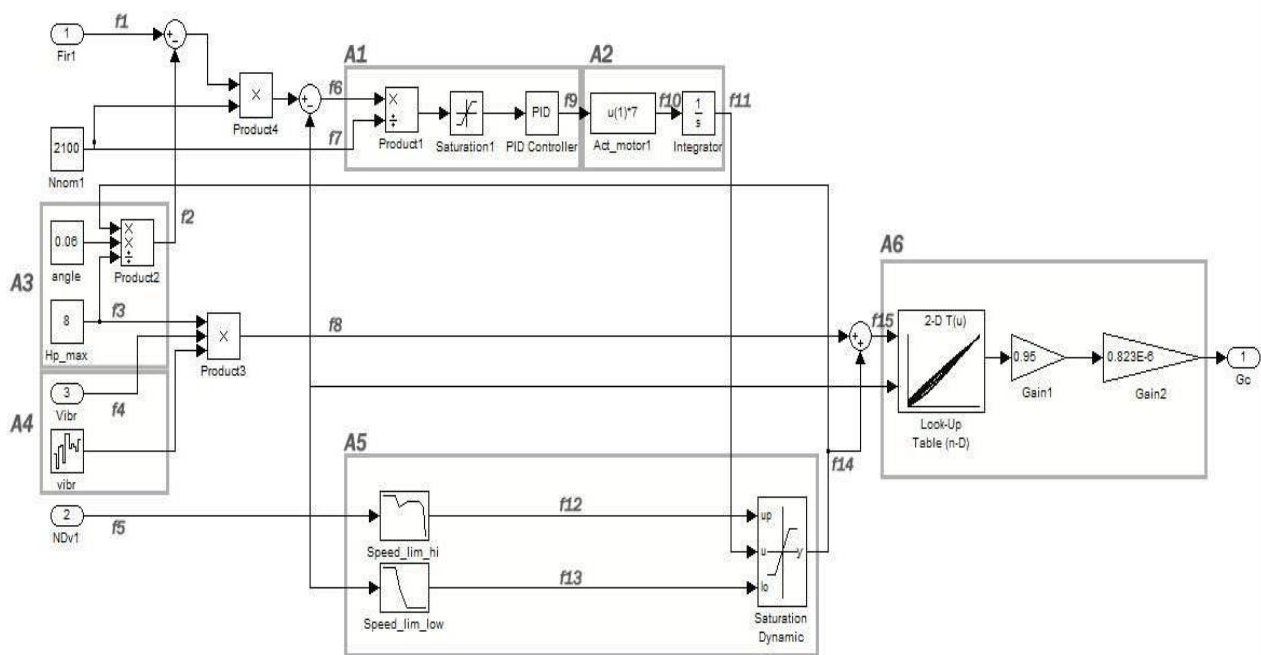 f1
1
Fir1
+
−
A1
A2
f6
+
−
×
Product4
f7
×
÷
Product1
Saturation1
PID
PID Controller
f9
u(1)*7
Act_motor1
f10
1
s
Integrator
f11
2100
Nnom1
f2
A3
0.06
angle
×
×
÷
Product2
8
Hp_max
f3
×
Product3
f8
+
+
f15
A6
2-D T(u)
Look-Up
Table (n-D)
0.95
Gain1
0.823E-6
Gain2
1
Gc
A4
3
Vibr
f4
vibr
A5
f14
2
NDv1
f5
Speed_lim_hi
f12
Speed_lim_low
f13
up
u
y
lo
Saturation
Dynamic